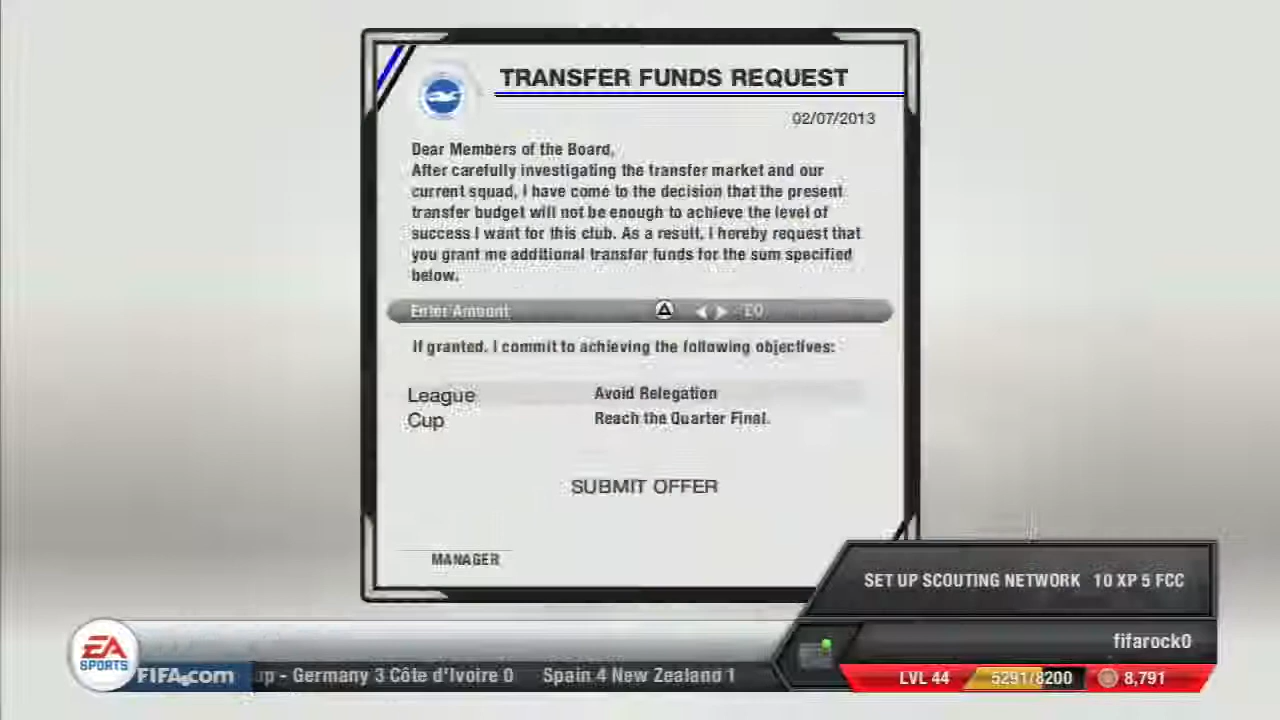 TRANSFER FUNDS REQUEST
02/07/2013
Dear Members of the Board,
After carefully investigating the transfer market and our
current squad, I have come to the decision that the present
transfer budget will not be enough to achieve the level of
success I want for this club. As a result, I hereby request that
you grant me additional transfer funds for the sum specified
below.
Enter Amount £0
If granted. I commit to achieving the following objectives:
League Avoid Relegation
Cup Reach the Quarter Final.
SUBMIT OFFER
MANAGER
SET UP SCOUTING NETWORK 10 XP 5 FCC
fifarock0
EA
SPORTS
FIFA.com up - Germany 3 Côte d'Ivoire 0 Spain 4 New Zealand 1
LVL 44 5291/8200 8,791